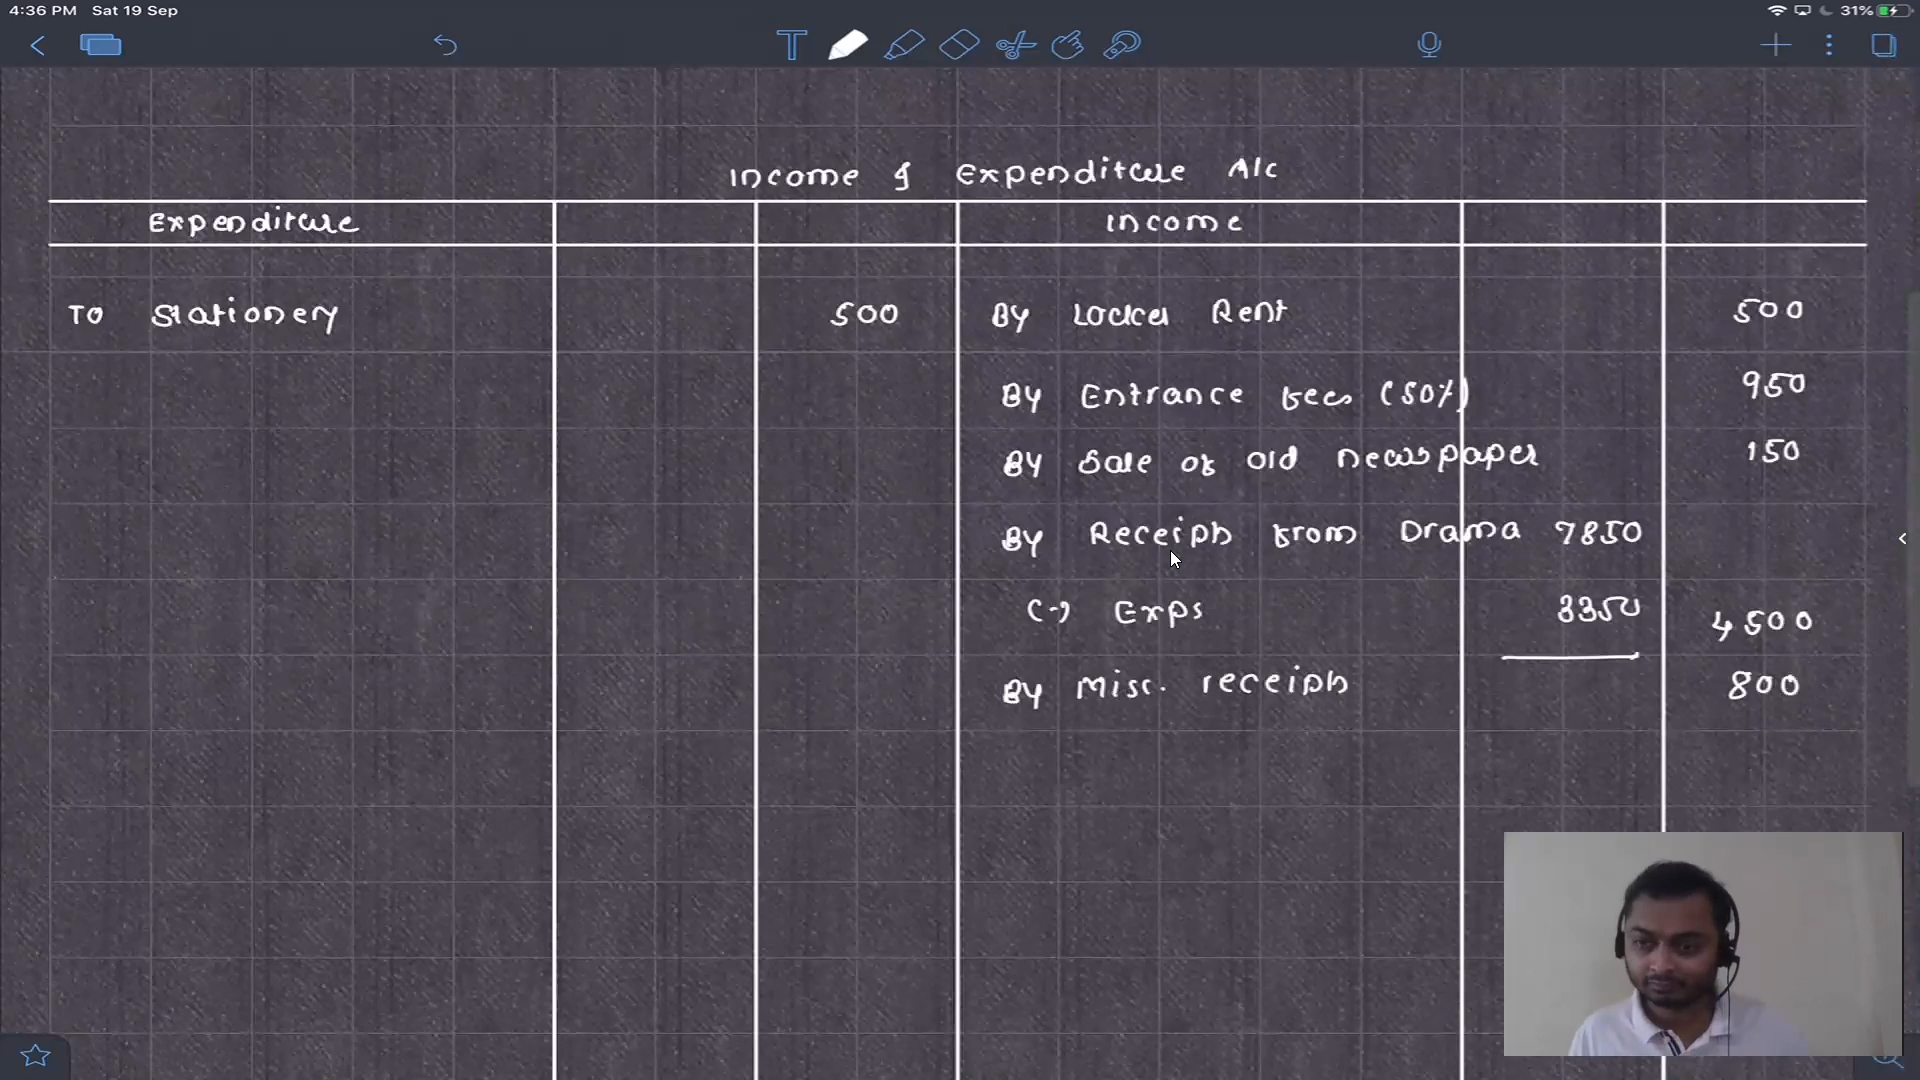 4:36 PM Sat 19 Sep
31%
T
Income & Expenditure A/c
Expenditure
Income
To Stationery 500
By Locker Rent 500
By Entrance fees (50%) 950
By Sale of old newspaper 150
By Receipts from Drama 7850
(-) Exps 3350 4500
By Misc. receipts 800